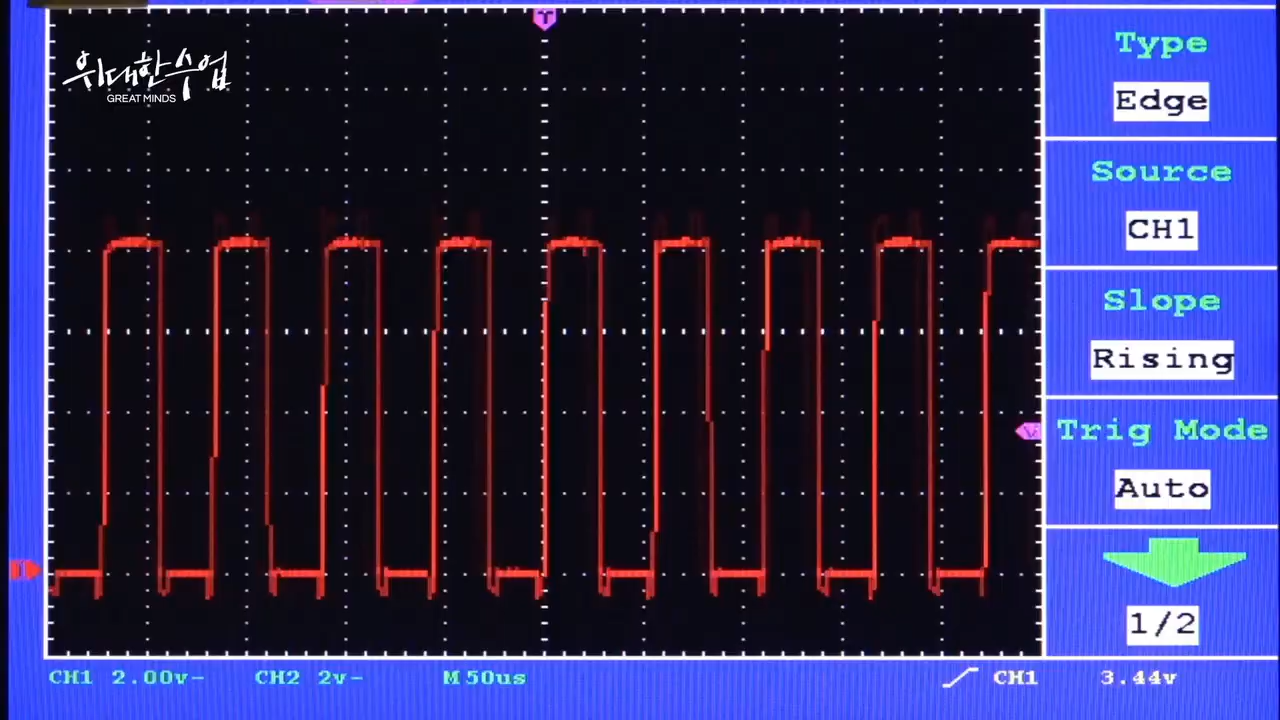 위대한수업
GREAT MINDS
T
Type
Edge
Source
CH1
Slope
Rising
Trig Mode
Auto
1/2
1
V
CH1 2.00v-
CH2 2v-
M 50us
CH1
3.44v